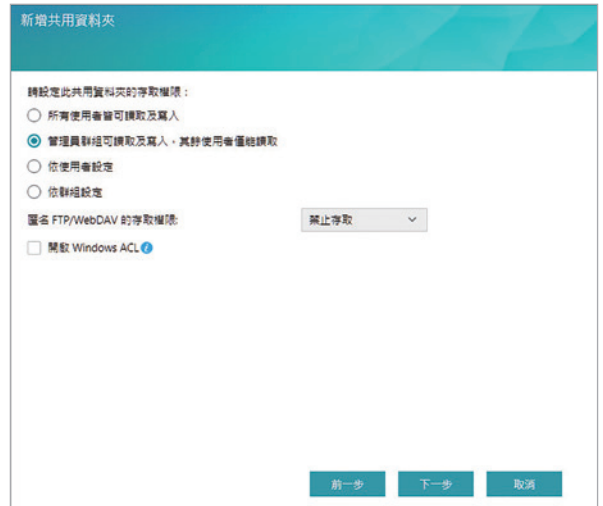 新增共用資料夾
請設定此共用資料夾的存取權限：
所有使用者皆可讀取及寫入
管理員群組可讀取及寫入，其餘使用者僅能讀取
依使用者設定
依群組設定
匿名 FTP/WebDAV 的存取權限:
禁止存取
開啟 Windows ACL
前一步
下一步
取消